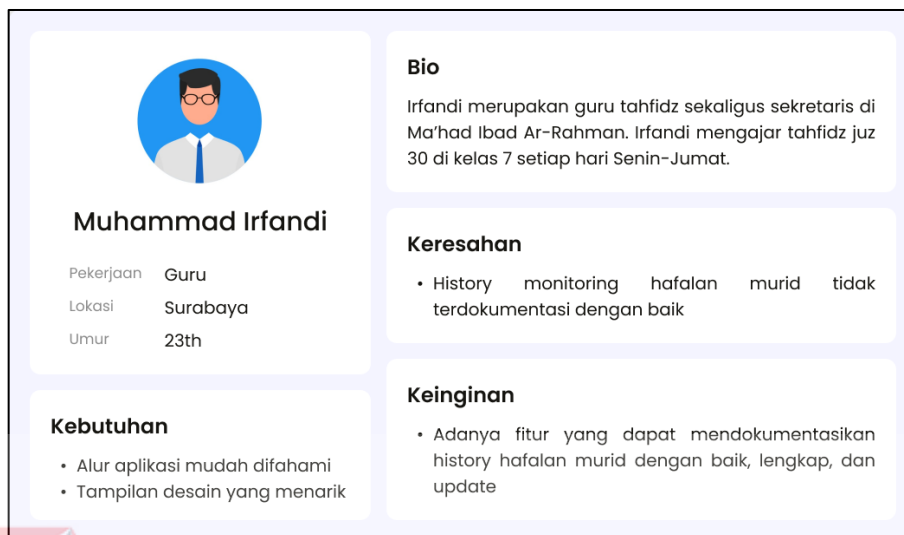 Muhammad Irfandi
Pekerjaan Guru
Lokasi Surabaya
Umur 23th
Kebutuhan
• Alur aplikasi mudah difahami
• Tampilan desain yang menarik
Bio
Irfandi merupakan guru tahfidz sekaligus sekretaris di
Ma'had Ibad Ar-Rahman. Irfandi mengajar tahfidz juz
30 di kelas 7 setiap hari Senin-Jumat.
Keresahan
• History monitoring hafalan murid tidak
terdokumentasi dengan baik
Keinginan
• Adanya fitur yang dapat mendokumentasikan
history hafalan murid dengan baik, lengkap, dan
update